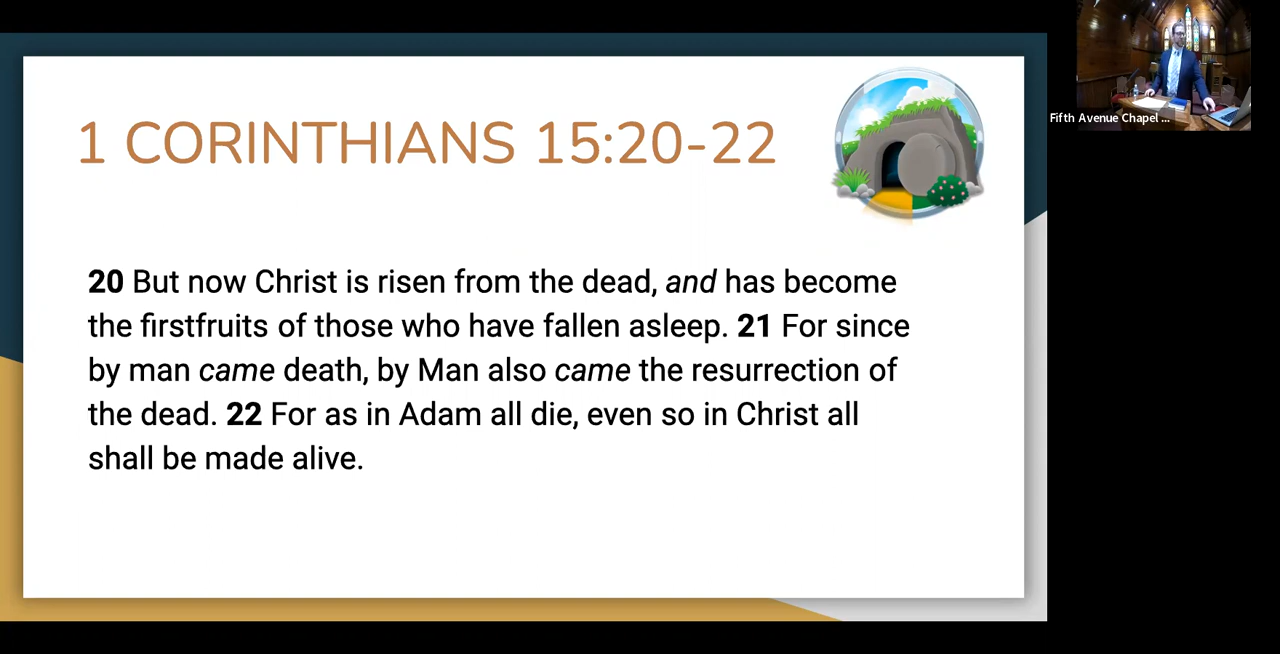 1 CORINTHIANS 15:20-22
20 But now Christ is risen from the dead, and has become
the firstfruits of those who have fallen asleep. 21 For since
by man came death, by Man also came the resurrection of
the dead. 22 For as in Adam all die, even so in Christ all
shall be made alive.
Fifth Avenue Chapel ...